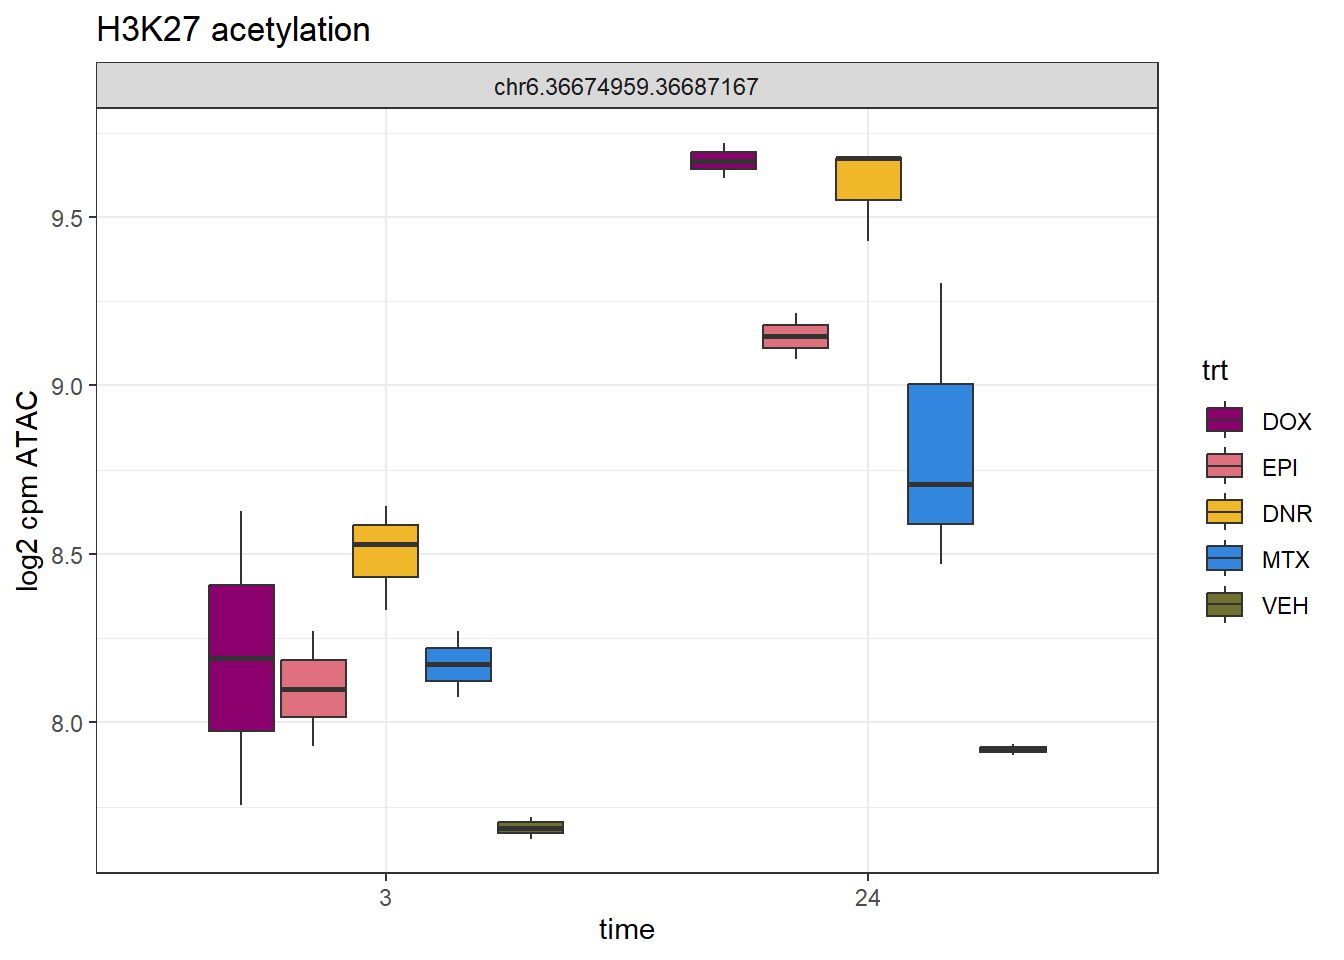 H3K27 acetylation
chr6.36674959.36687167
log2 cpm ATAC
9.5
9.0
8.5
8.0
3
24
time
trt
DOX
EPI
DNR
MTX
VEH